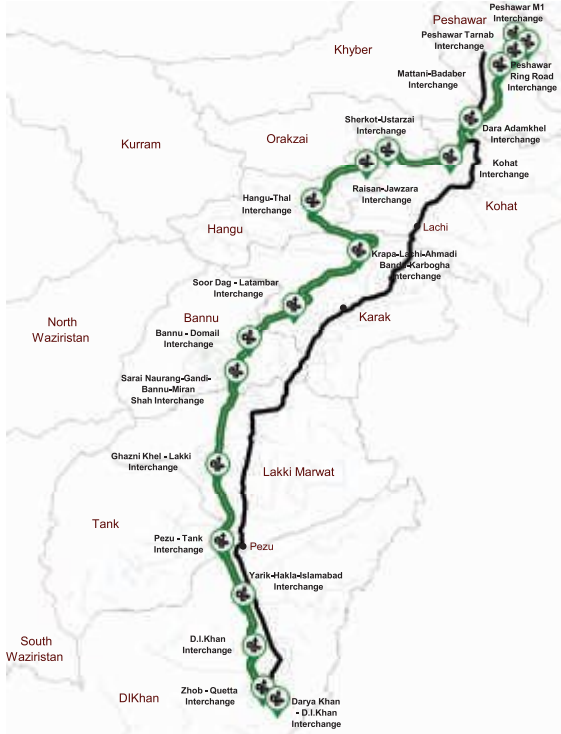 Peshawar M1
Interchange
Peshawar
Peshawar Tarnab
Interchange
Khyber
Peshawar
Ring Road
Interchange
Mattani-Badaber
Interchange
Sherkot-Ustarzai
Interchange
Dara Adamkhel
Interchange
Orakzai
Kurram
Kohat
Interchange
Raisan-Jawzara
Interchange
Hangu-Thal
Interchange
Kohat
Hangu
Lachi
Krapa-Lachi-Ahmadi
Banda-Karbogha
Interchange
Soor Dag - Latambar
Interchange
Bannu
Karak
North
Waziristan
Bannu - Domail
Interchange
Sarai Naurang-Gandi-
Bannu-Miran
Shah Interchange
Ghazni Khel - Lakki
Interchange
Lakki Marwat
Tank
Pezu - Tank
Interchange
Pezu
Yarik-Hakla-Islamabad
Interchange
South
Waziristan
D.I.Khan
Interchange
DIKhan
Zhob - Quetta
Interchange
Darya Khan
- D.I.Khan
Interchange